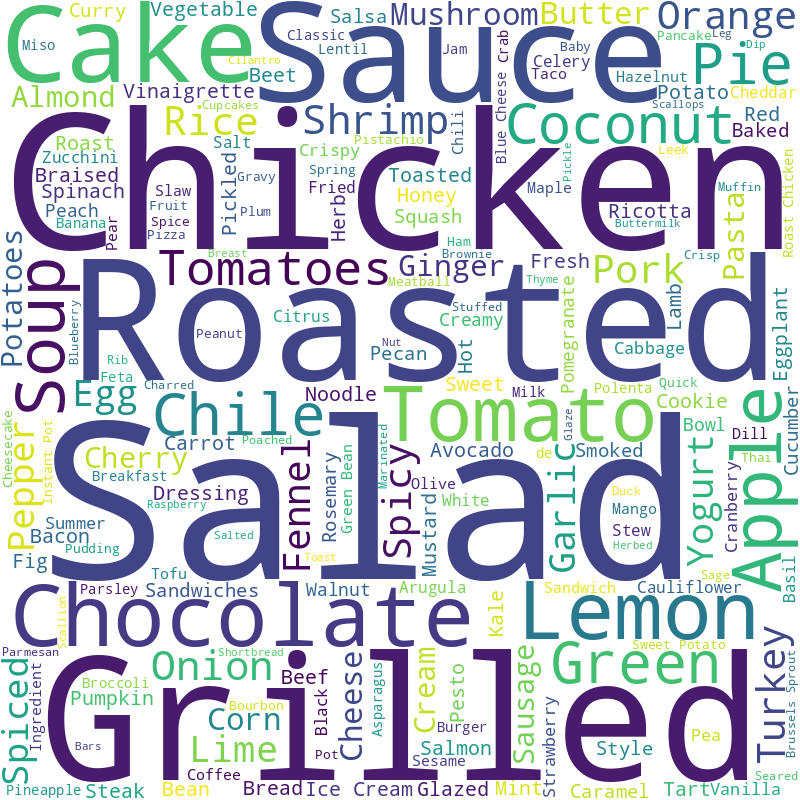 Cake
Sauce
Chicken
Roasted
Salad
Grilled
Curry
Vegetable
Miso
Classic
Lentil
Cilantro
Salsa
Mushroom
Jam
Butter
Orange
Pancake
Leg
Baby
Dip
Pie
Blue Cheese
Crab
Celery
Taco
Hazelnut
Potato
Cheddar
Scallops
Beet
Vinaigrette
Almond
Cupcakes
Rice
Shrimp
Coconut
Red
Baked
Roast
Salt
Pistachio
Chili
Crispy
Leek
Zucchini
Braised
Spinach
Slaw
Fruit
Spice
Pizza
Pickled
Gravy
Plum
Spring
Fried
Herb
Toasted
Honey
Squash
Maple
Pickle
Ricotta
Muffin
Buttermilk
Pasta
Roast Chicken
Peach
Banana
Pear
Breast
Ham
Brownie
Potatoes
Soup
Tomatoes
Ginger
Fresh
Pork
Crisp
Meatball
Thyme
Blueberry
Peanut
Citrus
Stuffed
Creamy
Pomegranate
Lamb
Eggplant
Nut
Pecan
Hot
Cabbage
Rib
Feta
Charred
Egg
Noodle
Sweet
Milk
Polenta
Quick
Cookie
Chile
Tomato
Apple
Cucumber
Cheesecake
Instant Pot
Pepper
Carrot
Poached
Cherry
Breakfast
Dressing
Raspberry
Fennel
Rosemary
Green Bean
Marinated
Spicy
Olive
Avocado
de
Glaze
Smoked
Bowl
Dill
Thai
Garlic
Duck
Mango
Stew
Herbed
Yogurt
Cranberry
Mustard
White
Summer
Bacon
Pudding
Salted
Toast
Fig
Tofu
Sandwiches
Walnut
Arugula
Sandwich
Cauliflower
Sage
Basil
Parsley
Scallion
Chocolate
Kale
Lemon
Parmesan
Shortbread
Sweet Potato
Spiced
Ingredient
Onion
Broccoli
Pumpkin
Beef
Black
Cheese
Asparagus
Cream
Pesto
Sausage
Green
Turkey
Brussels Sprout
Bourbon
Corn
Burger
Salmon
Strawberry
Style
Pea
Bars
Lime
Pot
Sesame
Coffee
Seared
Pineapple
Steak
Bean
Bread
Ice Cream
Glazed
Mint
Caramel
Tart
Vanilla